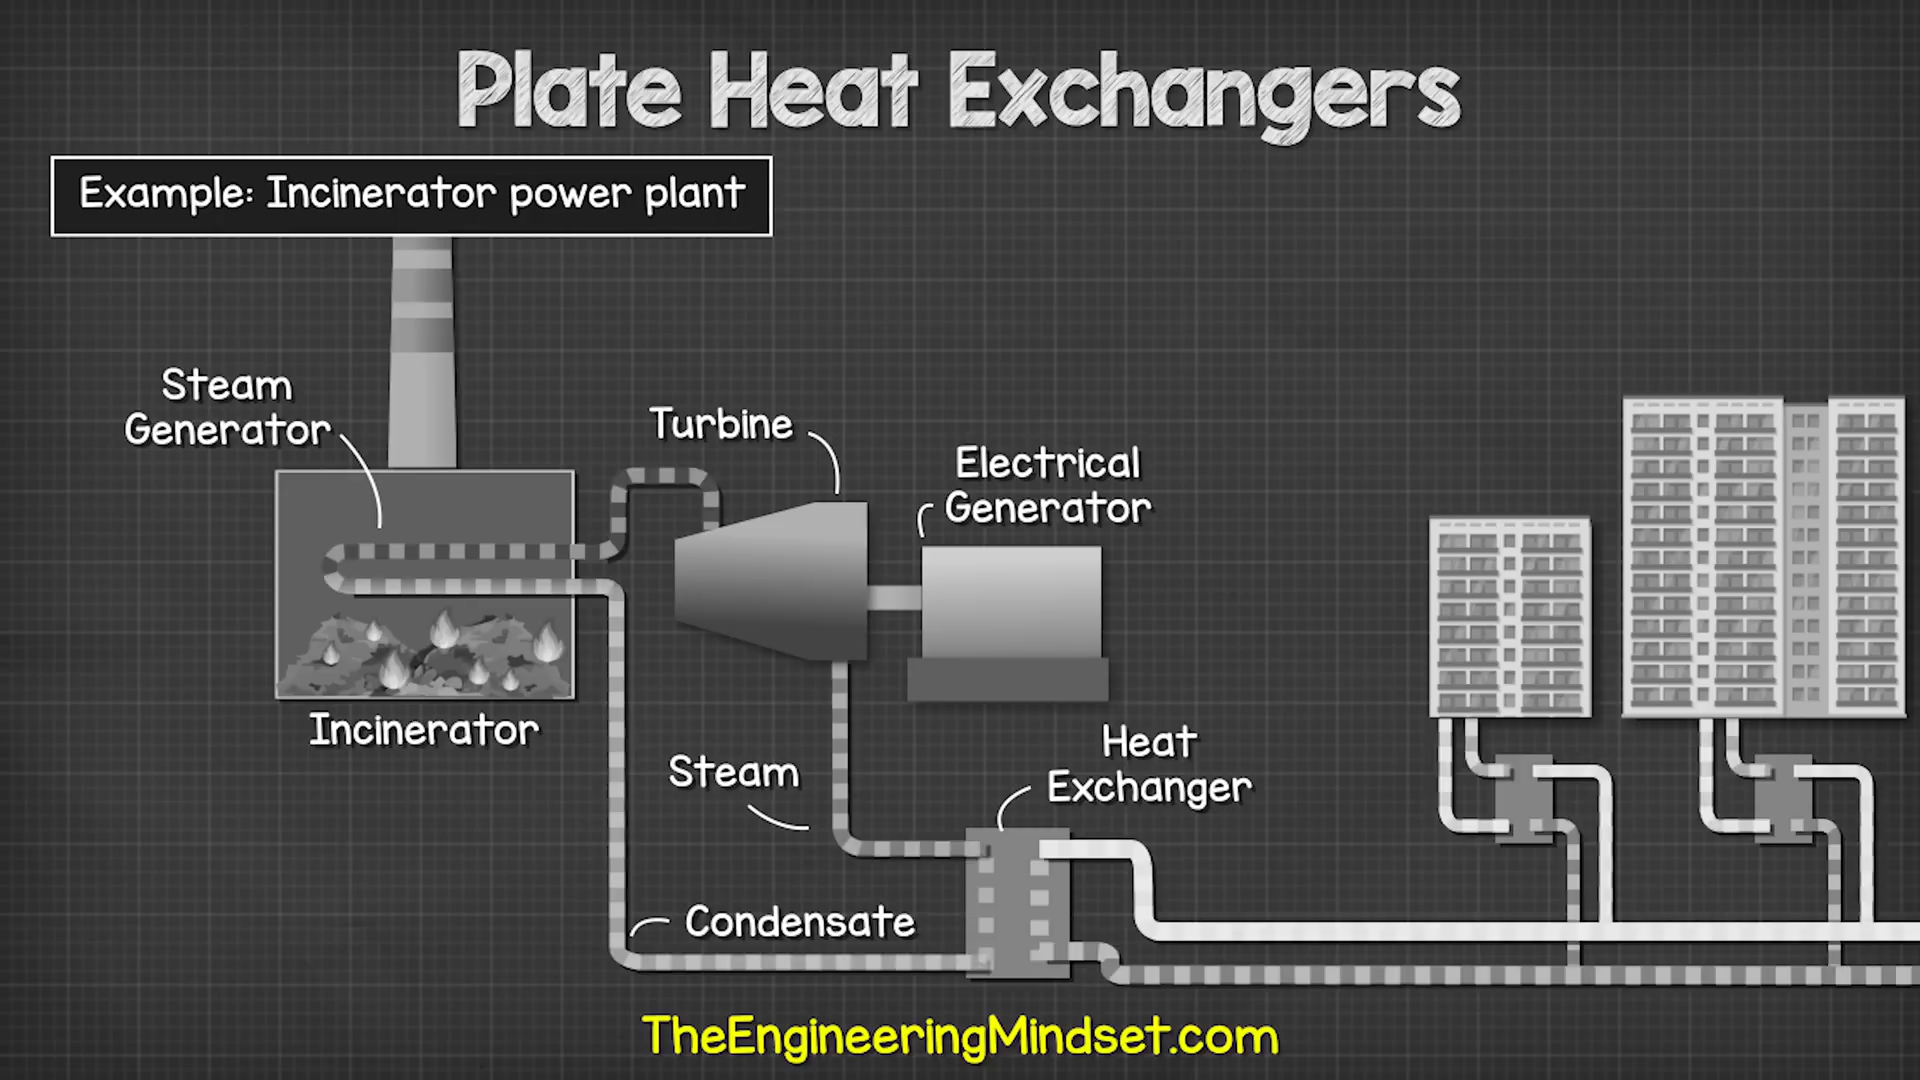 Plate Heat Exchangers
Example: Incinerator power plant
Steam
Generator
Turbine
Electrical
Generator
Incinerator
Steam
Heat
Exchanger
Condensate
TheEngineeringMindset.com